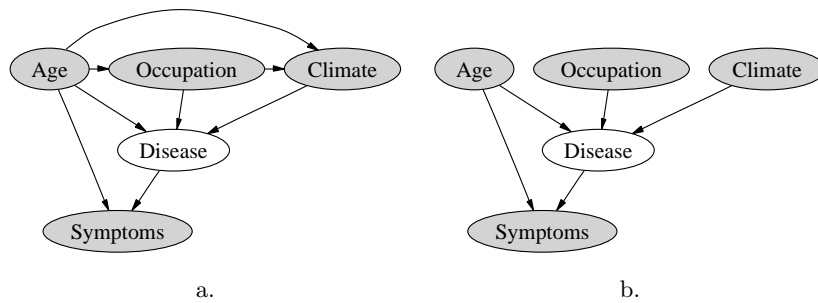 Age Occupation Climate Age Occupation Climate
Disease Disease
Symptoms Symptoms
a. b.